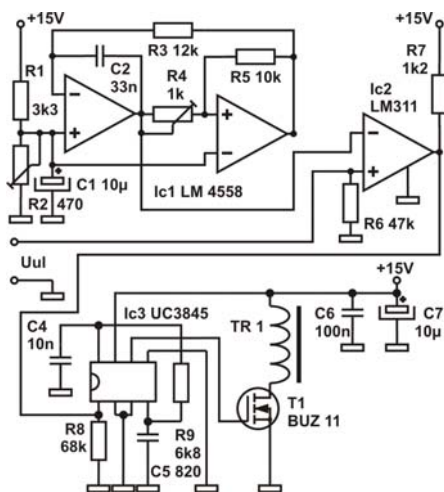 +15V
+15V
R3 12k
R7
1k2
R1
3k3
C2
33n
R4
1k
R5 10k
Ic2
LM311
C1 10µ
R2 470
Ic1 LM 4558
R6 47k
Uul
+15V
Ic3 UC3845
C4
10n
TR 1
C6
100n
C7
10µ
T1
BUZ 11
R8
68k
R9
6k8
C5 820